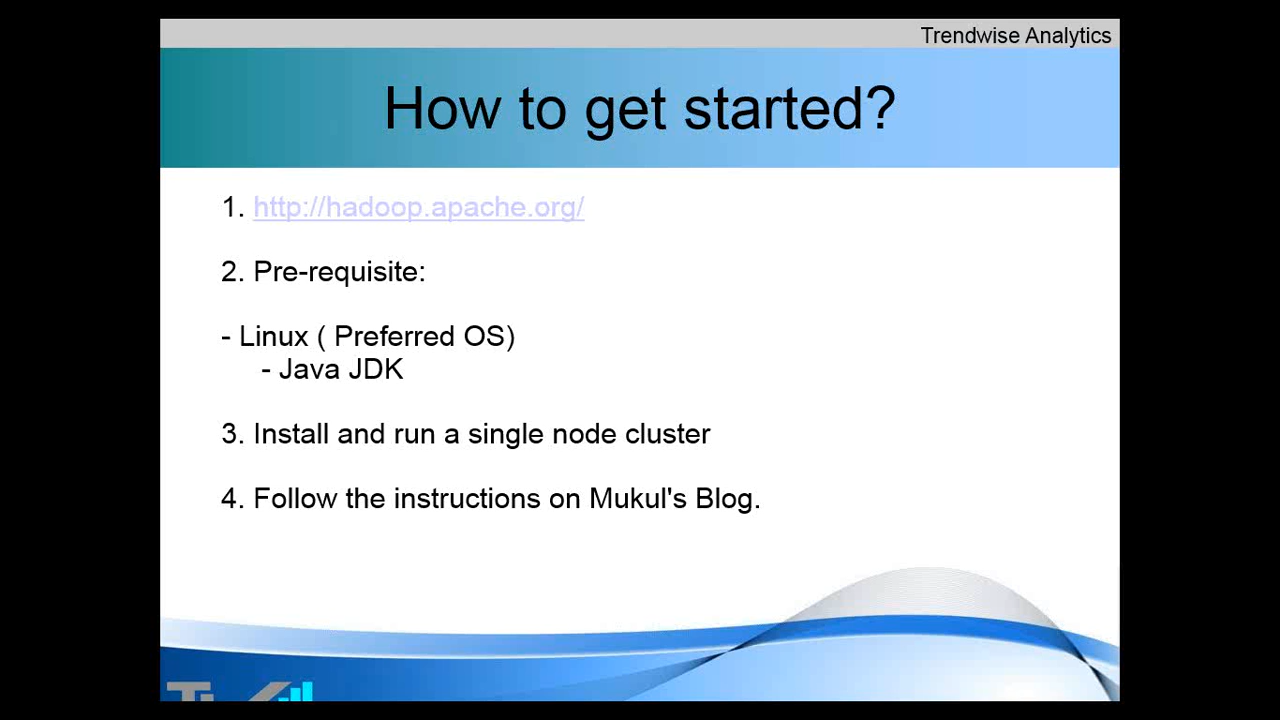 Trendwise Analytics
How to get started?
1. http://hadoop.apache.org/
2. Pre-requisite:
- Linux ( Preferred OS)
- Java JDK
3. Install and run a single node cluster
4. Follow the instructions on Mukul's Blog.